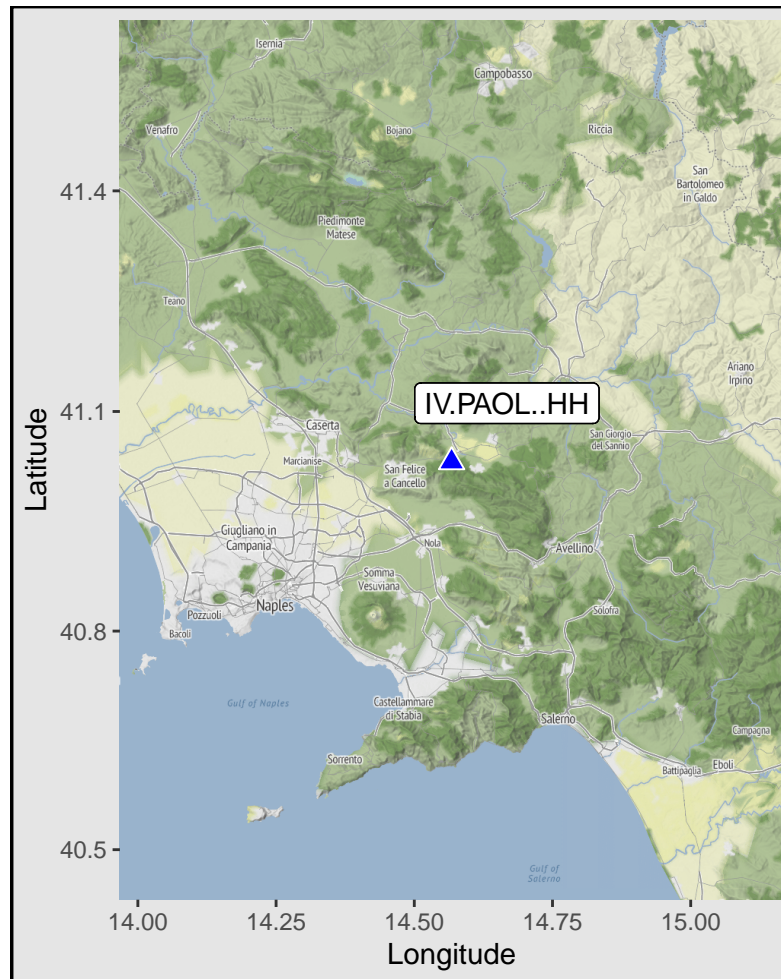 Isernia
Campobasso
Venafro
Bojano
Riccia
San
Bartolomeo
in Galdo
41.4
Piedimonte
Matese
Teano
Ariano
Irpino
41.1
IV.PAOL..HH
Caserta
San Giorgio
del Sannio
Marcianise
San Felice
a Cancello
Latitude
Giugliano in
Campania
Nola
Avellino
Somma
Vesuviana
Naples
Pozzuoli
Solofra
40.8
Bacoli
Gulf of Naples
Castellammare
di Stabia
Salerno
Campagna
Sorrento
Battipaglia
Eboli
40.5
Gulf of
Salerno
14.00
14.25
14.50
14.75
15.00
Longitude